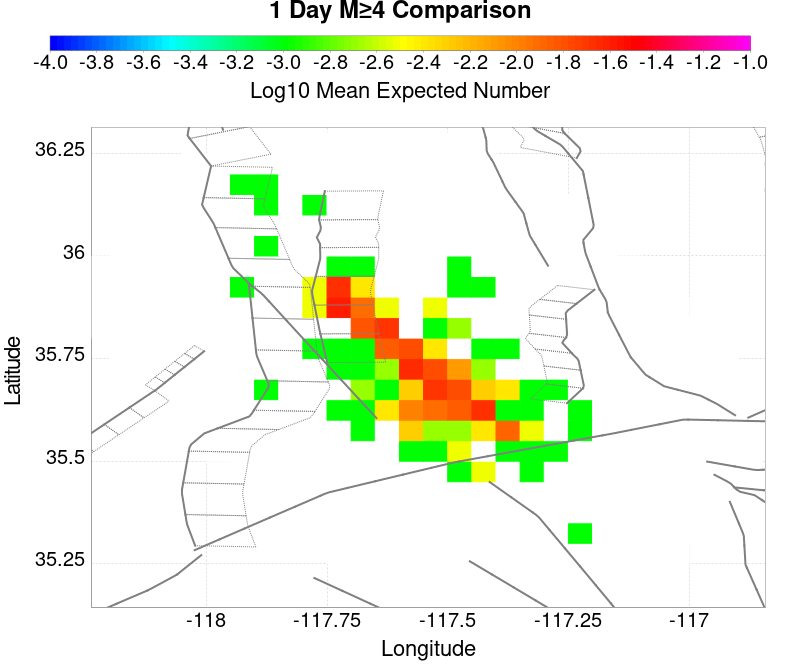 1 Day M≥4 Comparison
-4.0 -3.8 -3.6 -3.4 -3.2 -3.0 -2.8 -2.6 -2.4 -2.2 -2.0 -1.8 -1.6 -1.4 -1.2 -1.0
Log10 Mean Expected Number
36.25
36
35.75
35.5
35.25
Latitude
-118 -117.75 -117.5 -117.25 -117
Longitude